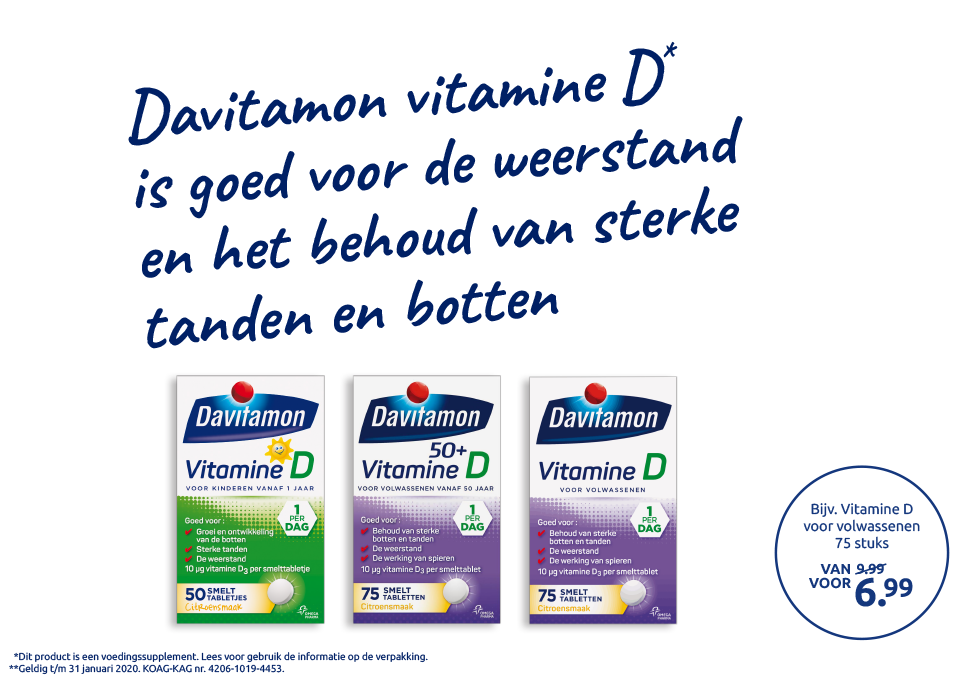 Davitamon vitamine D*
is goed voor de weerstand
en het behoud van sterke
tanden en botten
Davitamon
Vitamine D
VOOR KINDEREN VANAF 1 JAAR
1
PER
DAG
Goed voor:
Groei en ontwikkeling
van de botten
Sterke tanden
De weerstand
10 µg vitamine D3 per smelttabletje
50 SMELT
TABLETJES
Citroensmaak
OMEGA
PHARMA
Davitamon
50+
Vitamine D
VOOR VOLWASSENEN VANAF 50 JAAR
1
PER
DAG
Goed voor:
Behoud van sterke
botten en tanden
De weerstand
De werking van spieren
10 µg vitamine D3 per smelttablet
75 SMELT
TABLETTEN
Citroensmaak
OMEGA
PHARMA
Davitamon
Vitamine D
VOOR VOLWASSENEN
1
PER
DAG
Goed voor:
Behoud van sterke
botten en tanden
De weerstand
De werking van spieren
10 µg vitamine D3 per smelttablet
75 SMELT
TABLETTEN
Citroensmaak
OMEGA
PHARMA
Bijv. Vitamine D
voor volwassenen
75 stuks
VAN 9,99
VOOR 6.99
*Dit product is een voedingssupplement. Lees voor gebruik de informatie op de verpakking.
**Geldig t/m 31 januari 2020. KOAG-KAG nr. 4206-1019-4453.